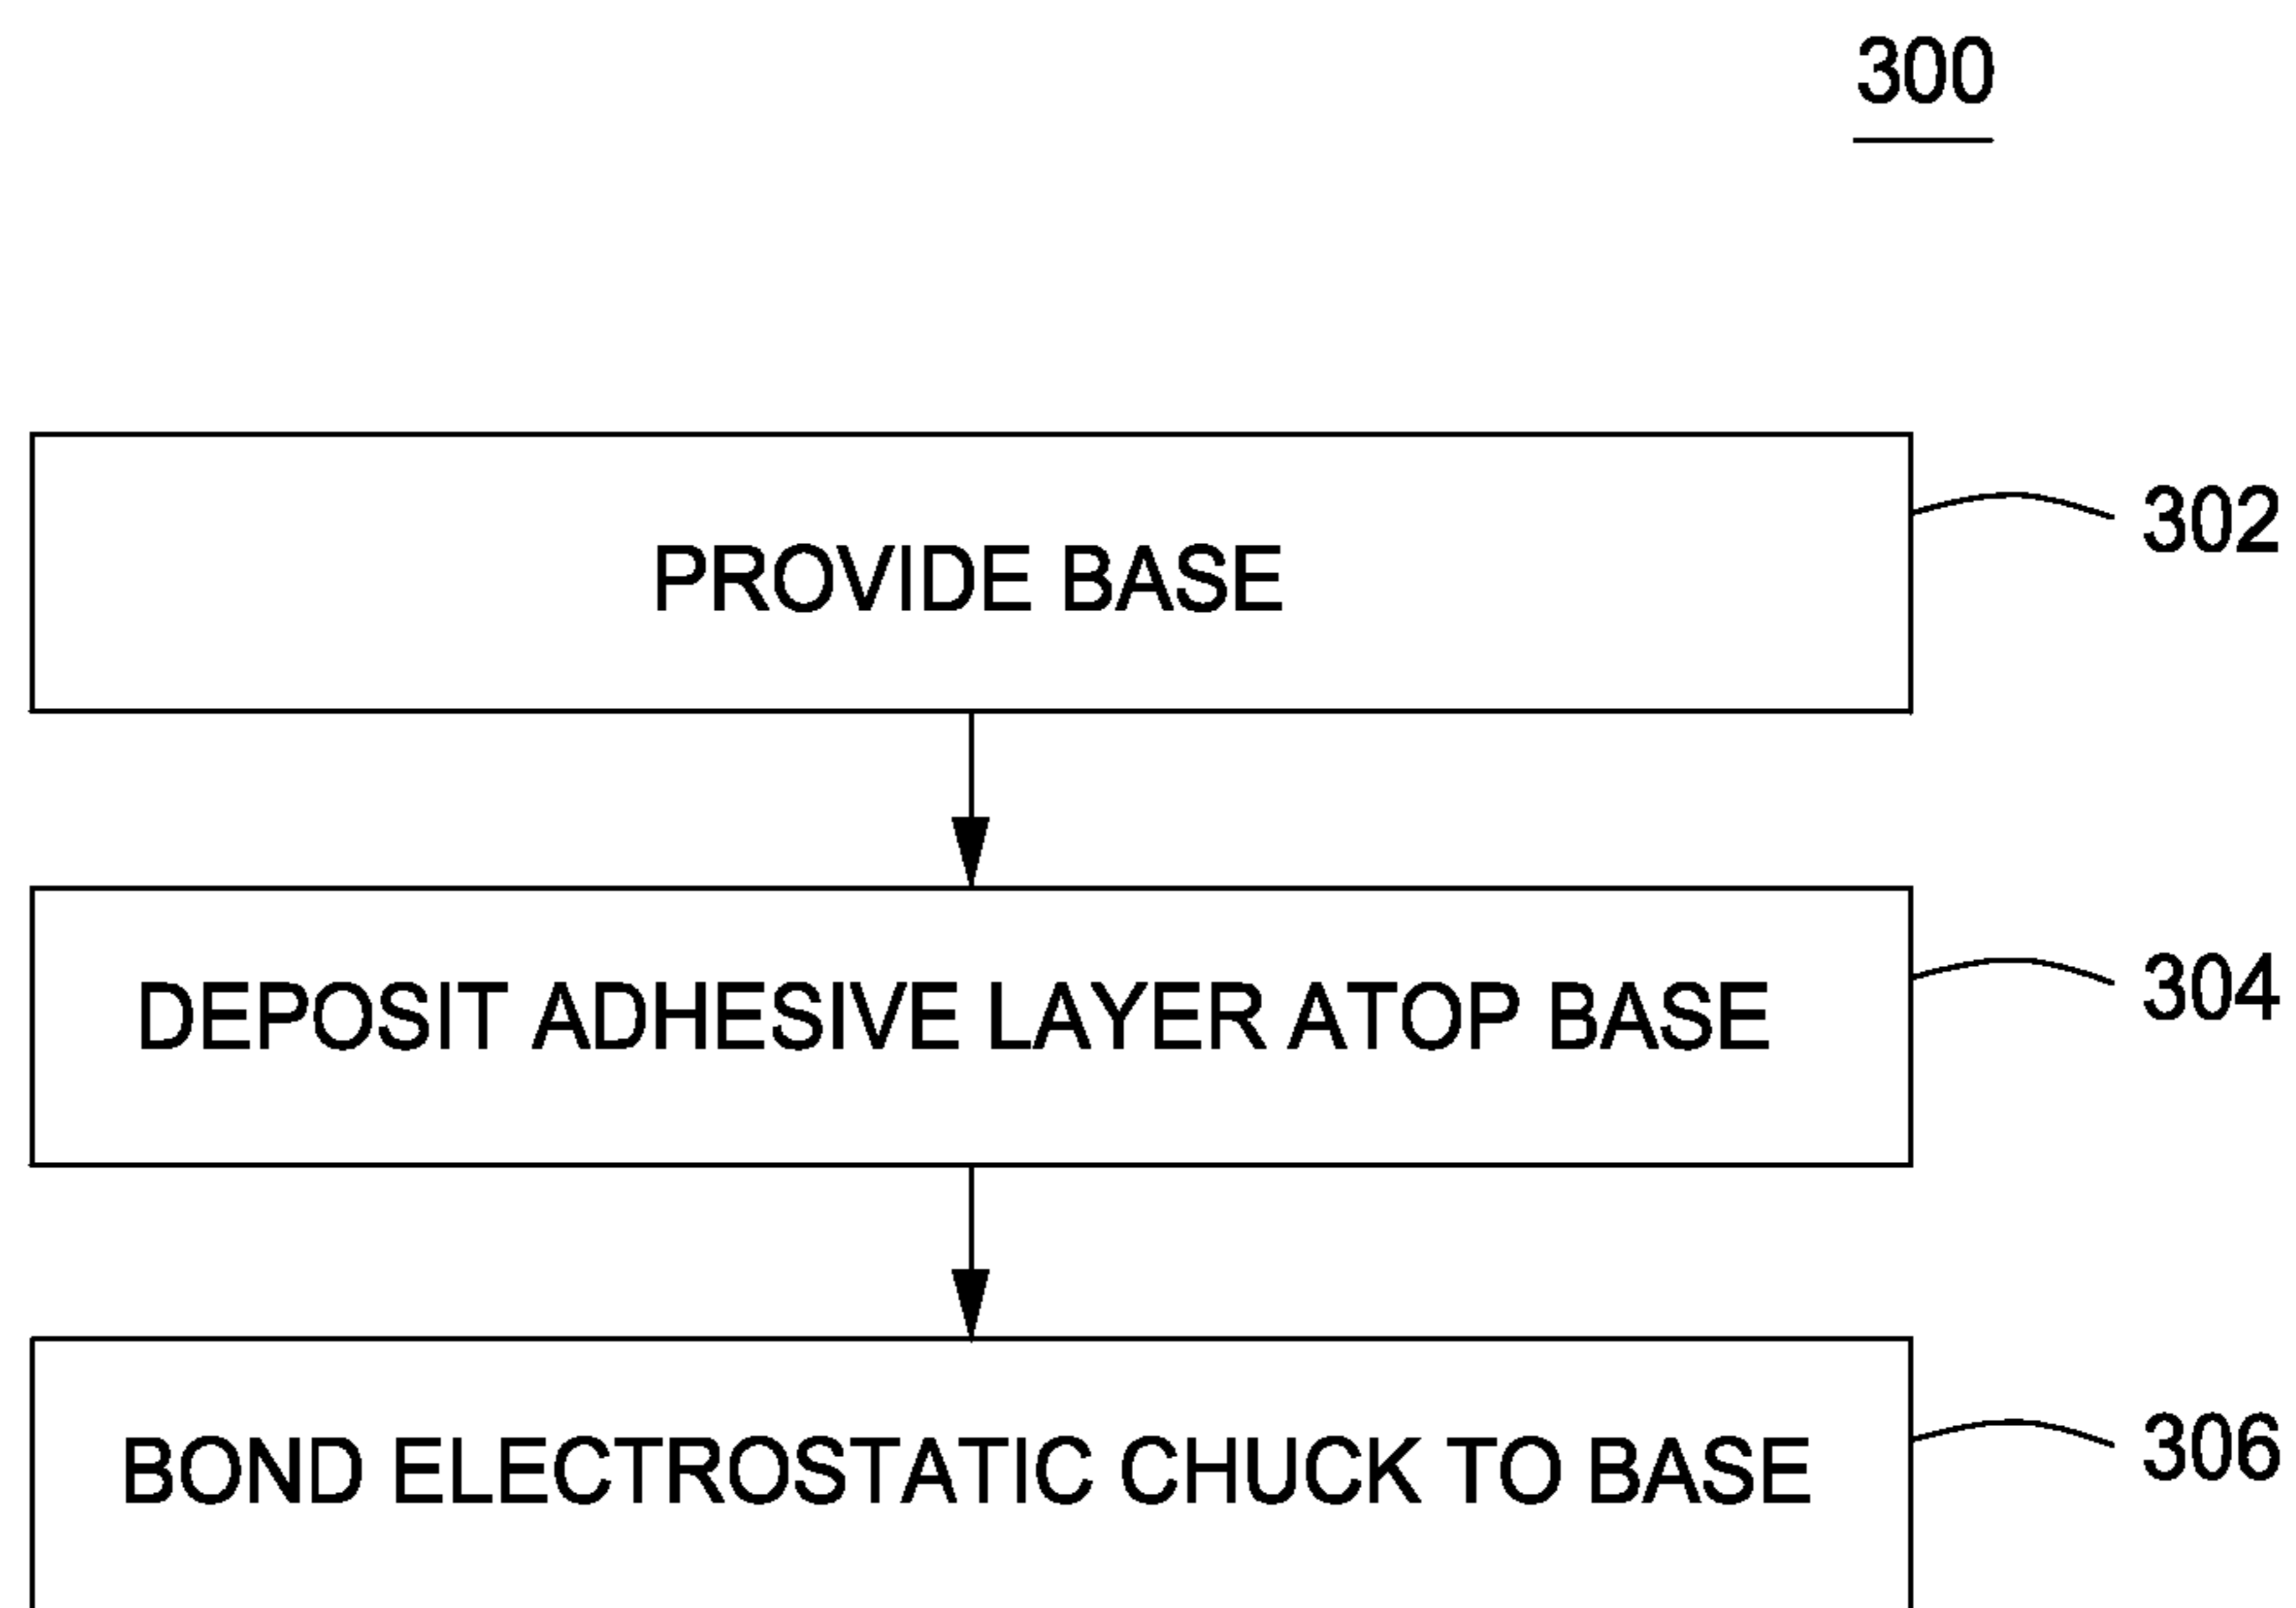 300
PROVIDE BASE
302
DEPOSIT ADHESIVE LAYER ATOP BASE
304
BOND ELECTROSTATIC CHUCK TO BASE
306